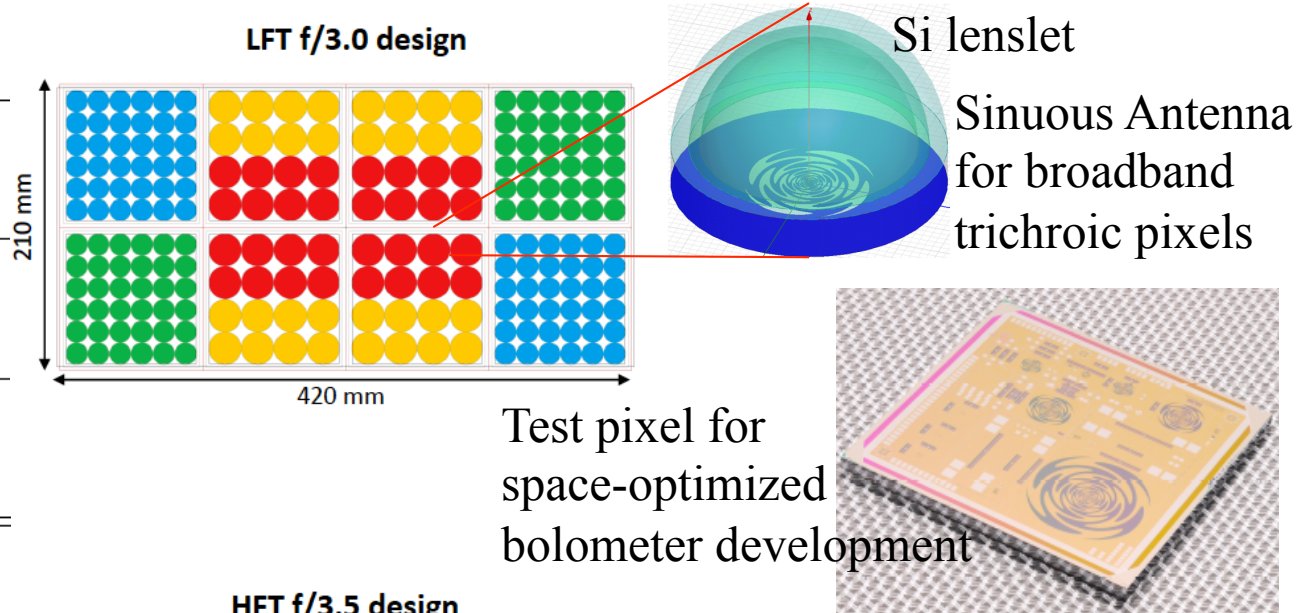 LFT f/3.0 design
Si lenslet
Sinuous Antenna
for broadband
trichroic pixels
210 mm
420 mm
Test pixel for
space-optimized
bolometer development
HFT f/3.5 design